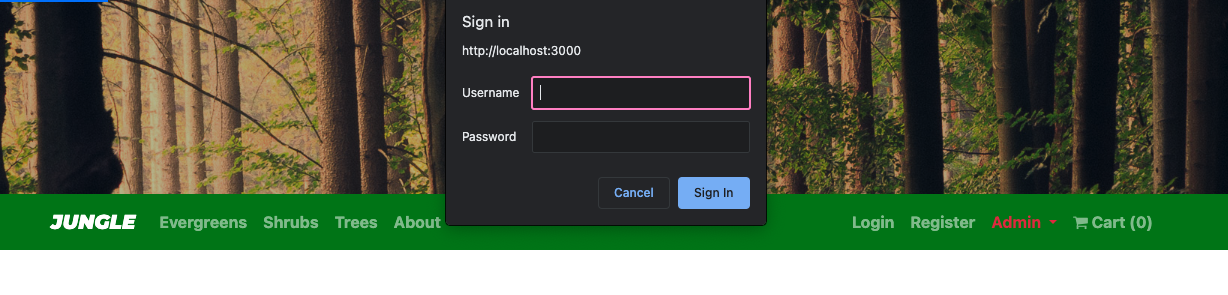 Sign in
http://localhost:3000
Username
Password
Cancel Sign In
JUNGLE Evergreens Shrubs Trees About Login Register Admin Cart (0)